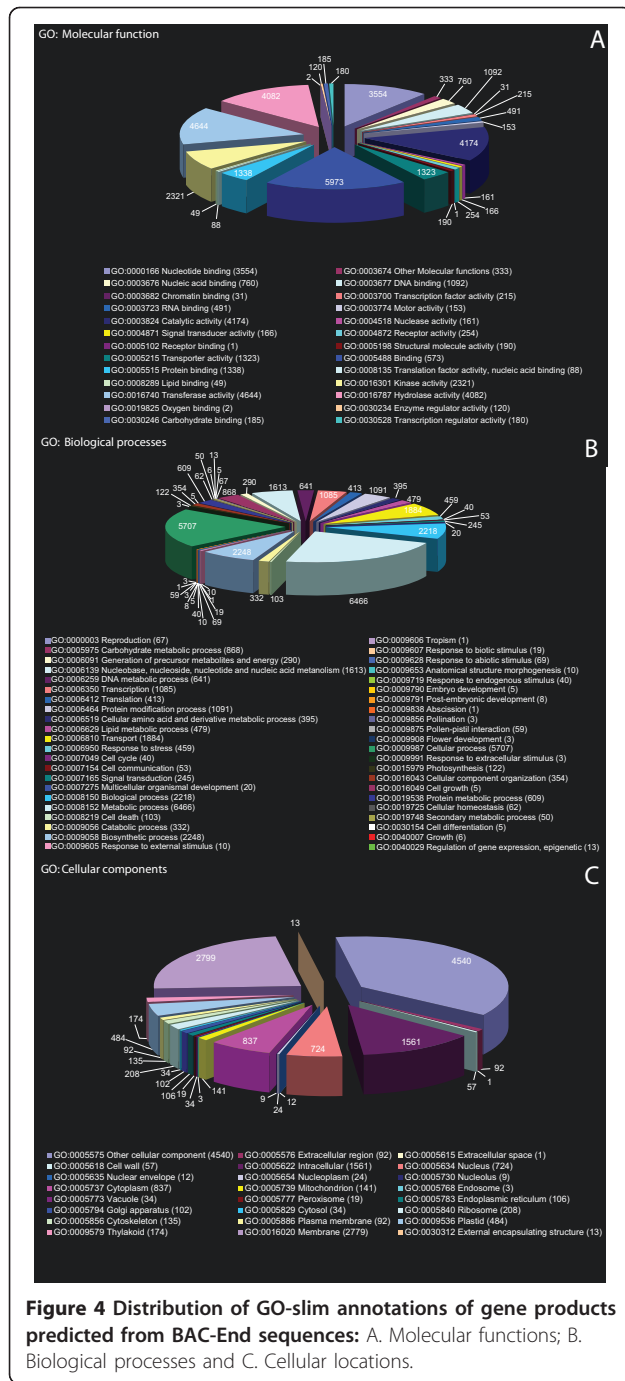 GO: Molecular function
A
185
120
180
2
333
1092
760
31
215
491
153
4082
3554
4644
4174
1338
5973
1323
2321
49
88
190
1
254
166
161
GO:0000166 Nucleotide binding (3554)
GO:0003676 Nucleic acid binding (760)
GO:0003682 Chromatin binding (31)
GO:0003723 RNA binding (491)
GO:0003824 Catalytic activity (4174)
GO:0004871 Signal transducer activity (166)
GO:0005102 Receptor binding (1)
GO:0005215 Transporter activity (1323)
GO:0005515 Protein binding (1338)
GO:0008289 Lipid binding (49)
GO:0016740 Transferase activity (4644)
GO:0019825 Oxygen binding (2)
GO:0030246 Carbohydrate binding (185)
GO:0003674 Other Molecular functions (333)
GO:0003677 DNA binding (1092)
GO:0003700 Transcription factor activity (215)
GO:0003774 Motor activity (153)
GO:0004518 Nuclease activity (161)
GO:0004872 Receptor activity (254)
GO:0005198 Structural molecule activity (190)
GO:0005488 Binding (573)
GO:0008135 Translation factor activity, nucleic acid binding (88)
GO:0016301 Kinase activity (2321)
GO:0016787 Hydrolase activity (4082)
GO:0030234 Enzyme regulator activity (120)
GO:0030528 Transcription regulator activity (180)
GO: Biological processes
B
50
13
6
5
609
62
67
354
5
122
3
868
290
1613
641
1085
413
1091
395
479
1884
459
40
53
245
20
5707
2218
2248
6466
332
103
3
1
59
3
8
5
40
10
10
1
19
69
GO:0000003 Reproduction (67)
GO:0005975 Carbohydrate metabolic process (868)
GO:0006091 Generation of precursor metabolites and energy (290)
GO:0006139 Nucleobase, nucleoside, nucleotide and nucleic acid metanolism (1613)
GO:0006259 DNA metabolic process (641)
GO:0006350 Transcription (1085)
GO:0006412 Translation (413)
GO:0006464 Protein modification process (1091)
GO:0006519 Cellular amino acid and derivative metabolic process (395)
GO:0006629 Lipid metabolic process (479)
GO:0006810 Transport (1884)
GO:0006950 Response to stress (459)
GO:0007049 Cell cycle (40)
GO:0007154 Cell communication (53)
GO:0007165 Signal transduction (245)
GO:0007275 Multicellular organismal development (20)
GO:0008150 Biological process (2218)
GO:0008152 Metabolic process (6466)
GO:0008219 Cell death (103)
GO:0009056 Catabolic process (332)
GO:0009058 Biosynthetic process (2248)
GO:0009605 Response to external stimulus (10)
GO:0009606 Tropism (1)
GO:0009607 Response to biotic stimulus (19)
GO:0009628 Response to abiotic stimulus (69)
GO:0009653 Anatomical structure morphogenesis (10)
GO:0009719 Response to endogenous stimulus (40)
GO:0009790 Embryo development (5)
GO:0009791 Post-embryonic development (8)
GO:0009838 Abscission (1)
GO:0009856 Pollination (3)
GO:0009875 Pollen-pistil interaction (59)
GO:0009908 Flower development (3)
GO:0009987 Cellular process (5707)
GO:0009991 Response to extracellular stimulus (3)
GO:0015979 Photosynthesis (122)
GO:0016043 Cellular component organization (354)
GO:0016049 Cell growth (5)
GO:0019538 Protein metabolic process (609)
GO:0019725 Cellular homeostasis (62)
GO:0019748 Secondary metabolic process (50)
GO:0030154 Cell differentiation (5)
GO:0040007 Growth (6)
GO:0040029 Regulation of gene expression, epigenetic (13)
GO: Cellular components
C
13
2799
4540
174
484
92
135
208
34
102
106
19
34
3
141
837
9
24
12
724
1561
57
1
92
GO:0005575 Other cellular component (4540)
GO:0005576 Extracellular region (92)
GO:0005615 Extracellular space (1)
GO:0005618 Cell wall (57)
GO:0005622 Intracellular (1561)
GO:0005634 Nucleus (724)
GO:0005635 Nuclear envelope (12)
GO:0005654 Nucleoplasm (24)
GO:0005730 Nucleolus (9)
GO:0005737 Cytoplasm (837)
GO:0005739 Mitochondrion (141)
GO:0005768 Endosome (3)
GO:0005773 Vacuole (34)
GO:0005777 Peroxisome (19)
GO:0005783 Endoplasmic reticulum (106)
GO:0005794 Golgi apparatus (102)
GO:0005829 Cytosol (34)
GO:0005840 Ribosome (208)
GO:0005856 Cytoskeleton (135)
GO:0005886 Plasma membrane (92)
GO:0009536 Plastid (484)
GO:0009579 Thylakoid (174)
GO:0016020 Membrane (2779)
GO:0030312 External encapsulating structure (13)
Figure 4 Distribution of GO-slim annotations of gene products
predicted from BAC-End sequences: A. Molecular functions; B.
Biological processes and C. Cellular locations.